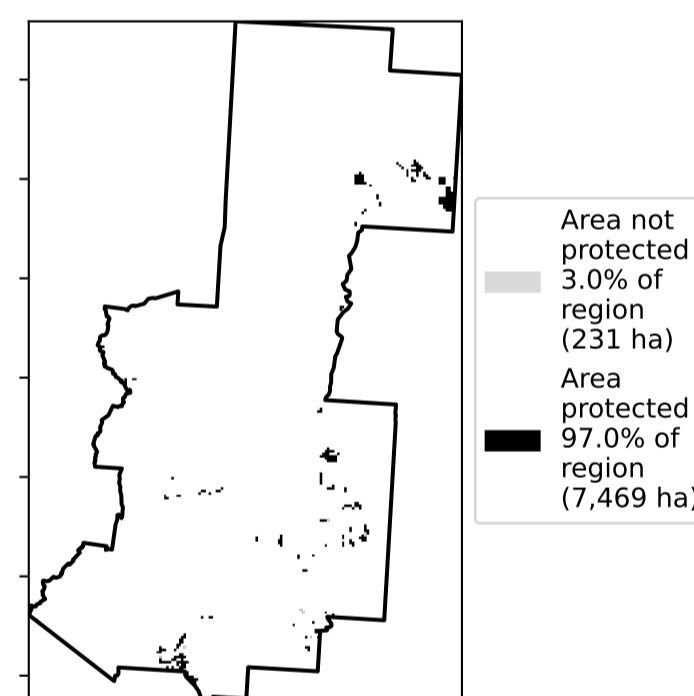 Area not
protected
3.0% of
region
(231 ha)
Area
protected
97.0% of
region
(7,469 ha)